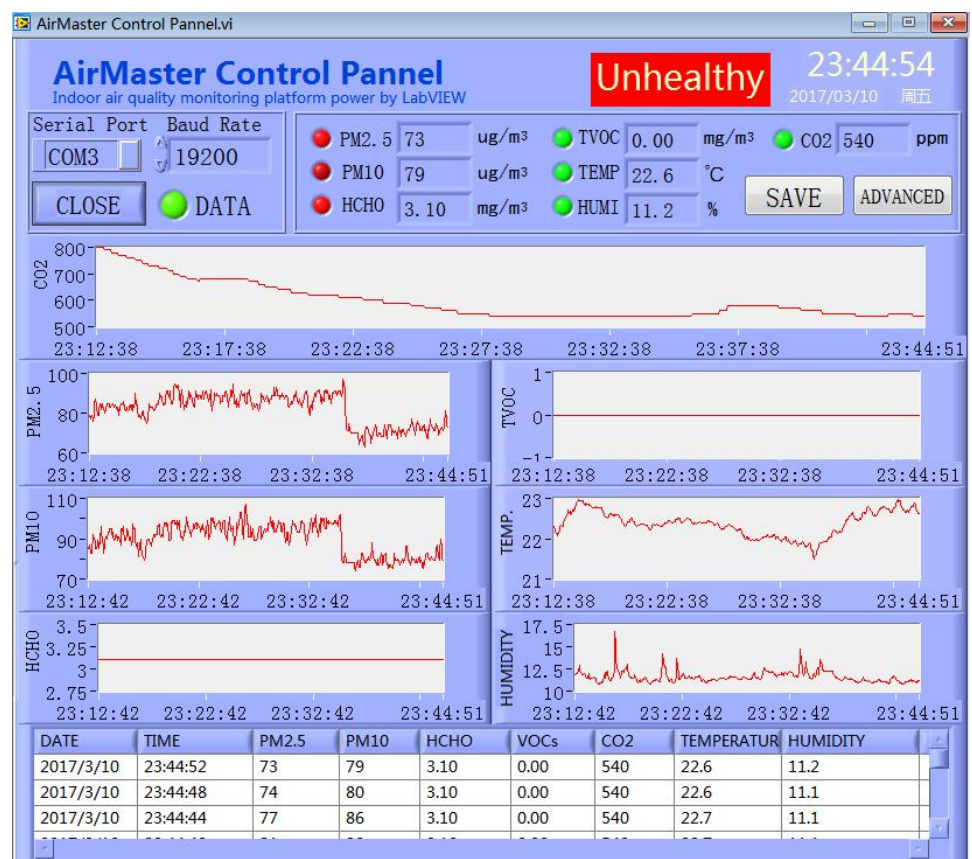 AirMaster Control Pannel.vi
AirMaster Control Pannel
Indoor air quality monitoring platform power by LabVIEW
Unhealthy
23:44:54
2017/03/10 周五
Serial Port Baud Rate
COM3 19200
CLOSE DATA
PM2.5 73 ug/m³ TVOC 0.00 mg/m³ CO2 540 ppm
PM10 79 ug/m³ TEMP 22.6 °C
HCHO 3.10 mg/m³ HUMI 11.2 %
SAVE ADVANCED
CO2
800
700
600
500
23:12:38 23:17:38 23:22:38 23:27:38 23:32:38 23:37:38 23:44:51
PM2.5
100
80
60
23:12:38 23:22:38 23:32:38 23:44:51
TVOC
1
0
-1
23:12:38 23:22:38 23:32:38 23:44:51
PM10
110
90
70
23:12:42 23:22:42 23:32:42 23:44:51
TEMP.
23
22
21
23:12:38 23:22:38 23:32:38 23:44:51
HCHO
3.5
3.25
3
2.75
23:12:42 23:22:42 23:32:42 23:44:51
HUMIDITY
17.5
15
12.5
10
23:12:42 23:22:42 23:33:42 23:44:51
DATE TIME PM2.5 PM10 HCHO VOCs CO2 TEMPERATUR HUMIDITY
2017/3/10 23:44:52 73 79 3.10 0.00 540 22.6 11.2
2017/3/10 23:44:48 74 80 3.10 0.00 540 22.6 11.1
2017/3/10 23:44:44 77 86 3.10 0.00 540 22.7 11.1